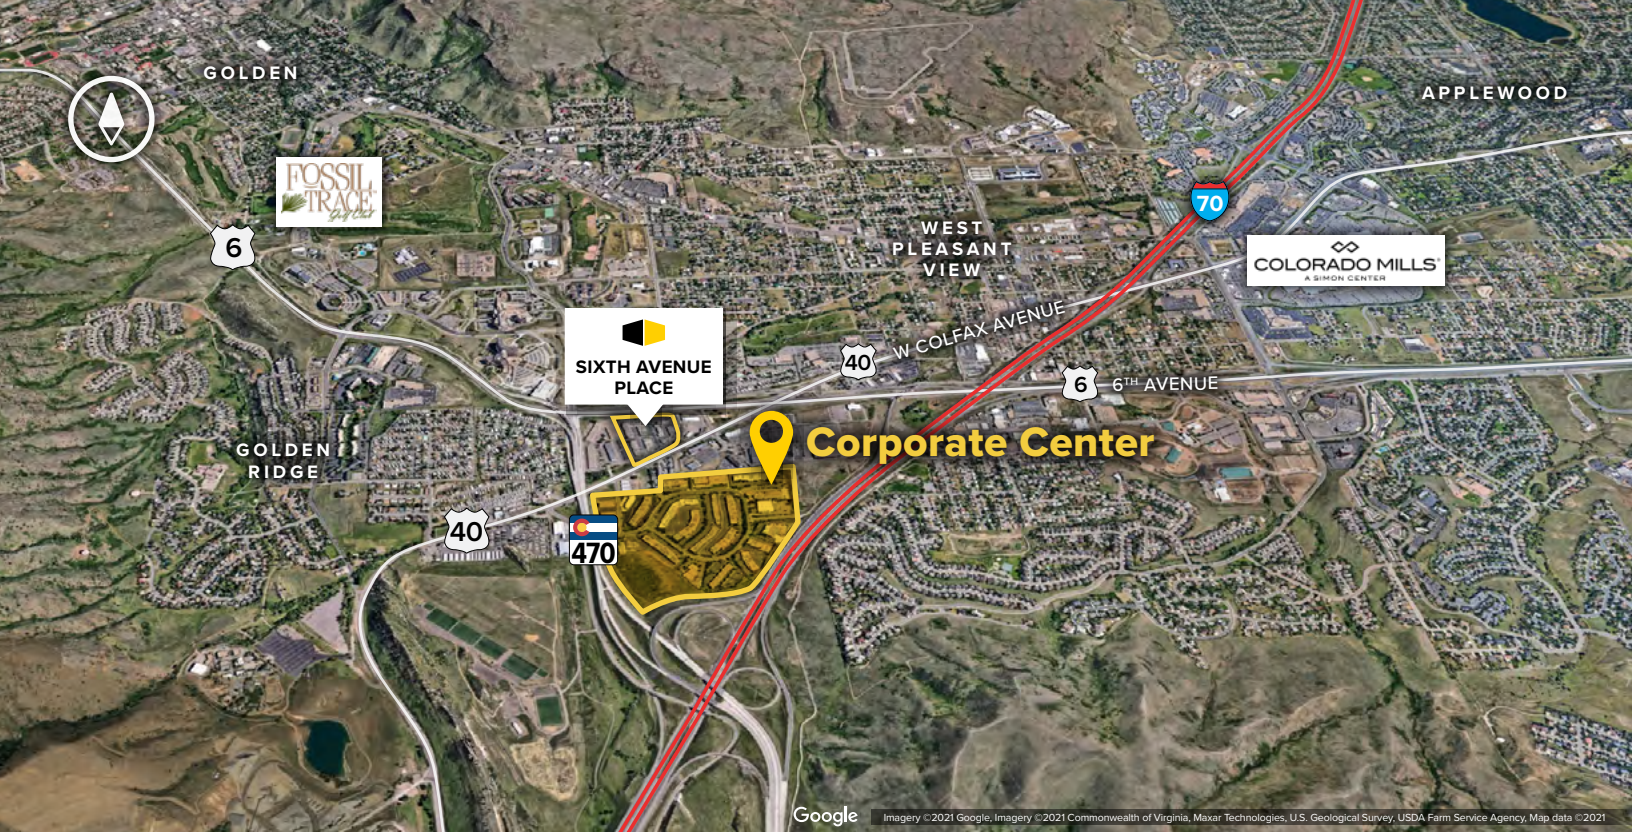 GOLDEN
APPLEWOOD
FOSSIL
TRACE
Golf Club
70
6
WEST
PLEASANT
VIEW
COLORADO MILLS®
A SIMON CENTER
W COLFAX AVENUE
SIXTH AVENUE
PLACE
40
6
6TH AVENUE
Corporate Center
GOLDEN
RIDGE
40
470
Google
Imagery ©2021 Google, Imagery ©2021 Commonwealth of Virginia, Maxar Technologies, U.S. Geological Survey, USDA Farm Service Agency, Map data ©2021